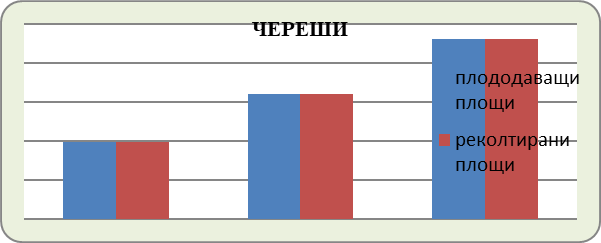 ЧЕРЕШИ
плододаващи
площи
реколтирани
площи